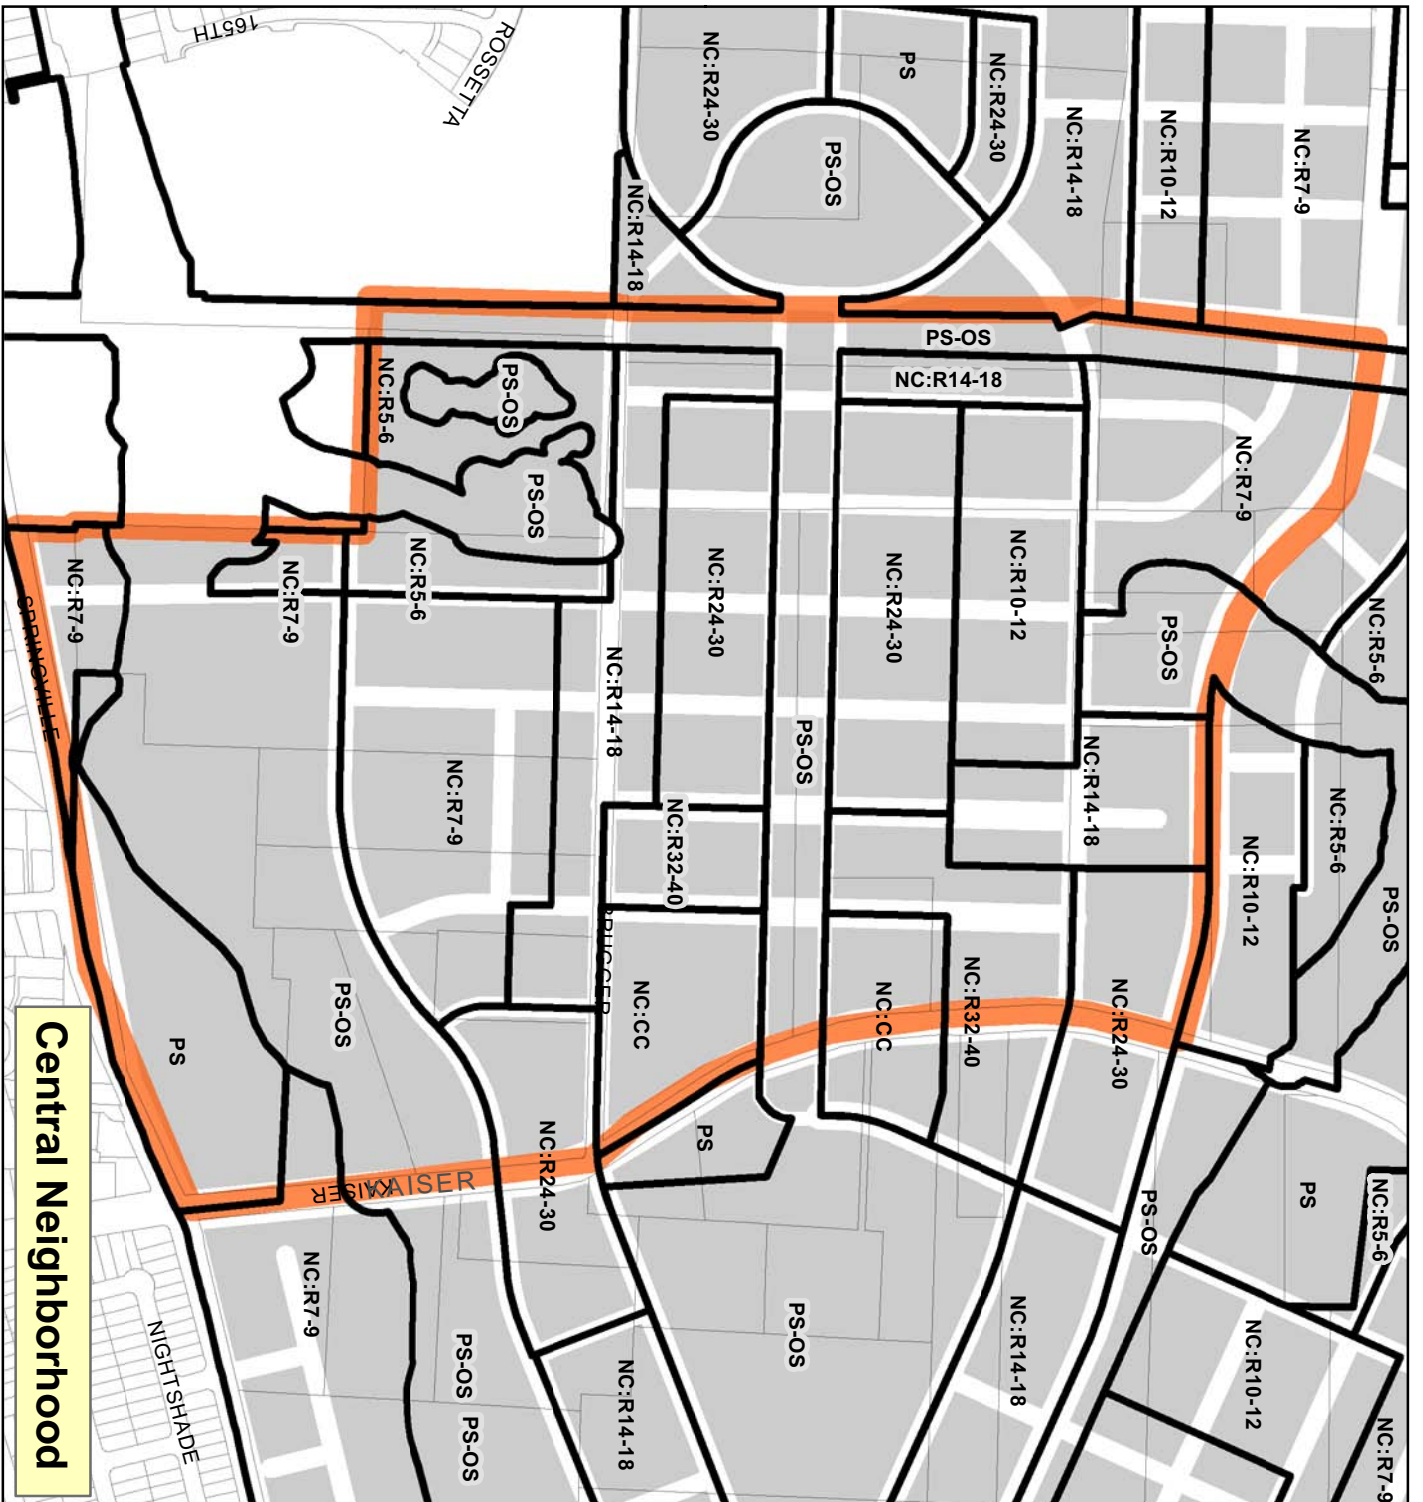 165TH
ROSSETTA
NC:R24-30
PS
NC:R24-30
NC:R14-18
NC:R10-12
NC:R7-9
PS-OS
NC:R14-18
PS-OS
NC:R14-18
NC:R5-6
PS-OS
PS-OS
NC:R7-9
NC:R7-9
NC:R7-9
NC:R5-6
NC:R24-30
NC:R24-30
NC:R10-12
PS-OS
NC:R5-6
SPRINGVILLE
NC:R14-18
PS-OS
NC:R14-18
NC:R7-9
NC:R32-40
NC:R5-6
NC:R10-12
PS-OS
BRUGGER
NC:CC
NC:CC
NC:R32-40
NC:R24-30
PS-OS
PS
NC:R24-30
PS
KAISER
KAISER
PS-OS
PS
NC:R5-6
NC:R7-9
PS-OS
PS-OS
PS-OS
NC:R14-18
NC:R14-18
NC:R10-12
NC:R7-9
NIGHTSHADE
Central Neighborhood